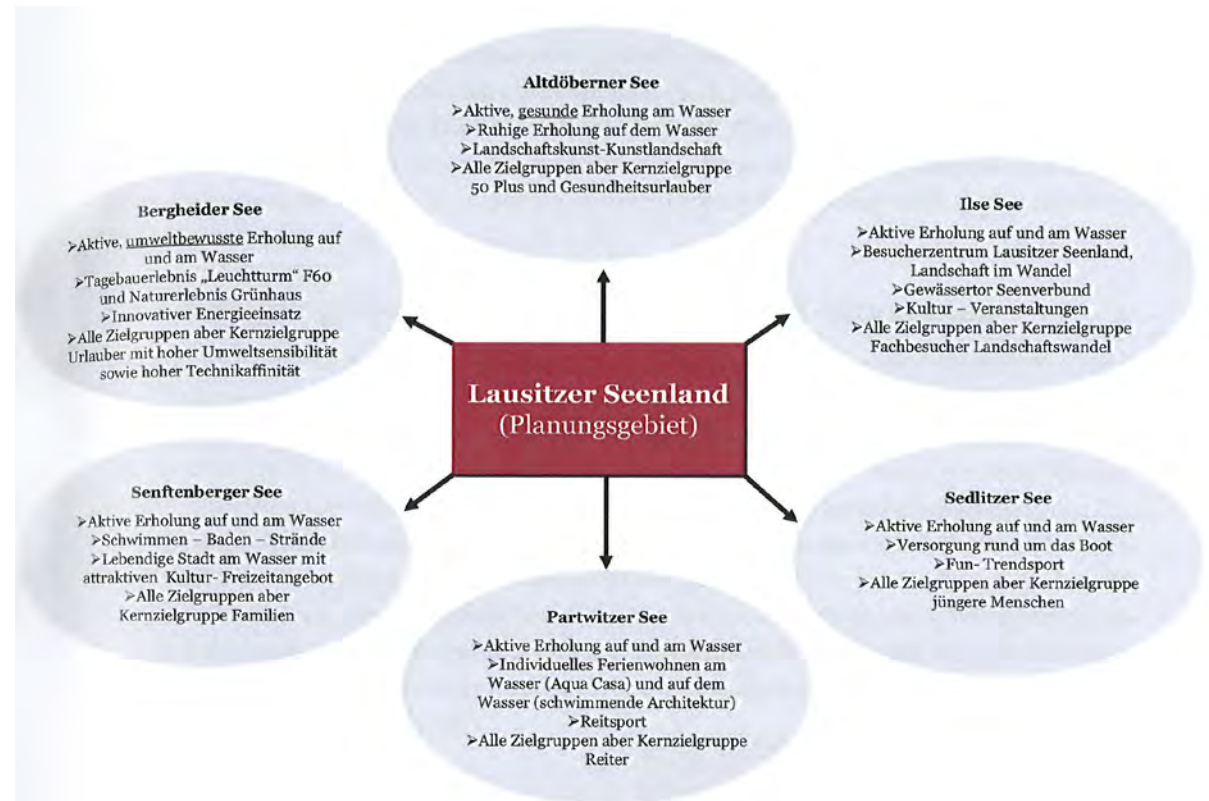 Altdöberner See
➢Aktive, gesunde Erholung am Wasser
➢Ruhige Erholung auf dem Wasser
➢Landschaftskunst-Kunstlandschaft
➢Alle Zielgruppen aber Kernzielgruppe
50 Plus und Gesundheitsurlauber
Bergheider See
➢Aktive, umweltbewusste Erholung auf
und am Wasser
➢Tagebauerlebnis „Leuchtturm“ F60
und Naturerlebnis Grünhaus
➢Innovativer Energieeinsatz
➢Alle Zielgruppen aber Kernzielgruppe
Urlauber mit hoher Umweltsensibilität
sowie hoher Technikaffinität
Ilse See
➢Aktive Erholung auf und am Wasser
➢Besucherzentrum Lausitzer Seenland,
Landschaft im Wandel
➢Gewässertor Seenverbund
➢Kultur – Veranstaltungen
➢Alle Zielgruppen aber Kernzielgruppe
Fachbesucher Landschaftswandel
Lausitzer Seenland
(Planungsgebiet)
Senftenberger See
➢Aktive Erholung auf und am Wasser
➢Schwimmen – Baden – Strände
➢Lebendige Stadt am Wasser mit
attraktiven Kultur- Freizeitangebot
➢Alle Zielgruppen aber
Kernzielgruppe Familien
Sedlitzer See
➢Aktive Erholung auf und am Wasser
➢Versorgung rund um das Boot
➢Fun- Trendsport
➢Alle Zielgruppen aber Kernzielgruppe
jüngere Menschen
Partwitzer See
➢Aktive Erholung auf und am Wasser
➢Individuelles Ferienwohnen am
Wasser (Aqua Casa) und auf dem
Wasser (schwimmende Architektur)
➢Reitsport
➢Alle Zielgruppen aber Kernzielgruppe
Reiter